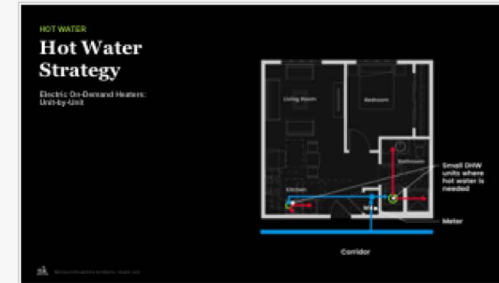 HOT WATER
Hot Water
Strategy
Electric On-Demand Heaters:
Unit-by-Unit
Living Room
Bedroom
Bathroom
Small DHW
units where
hot water is
needed
Kitchen
Meter
Corridor